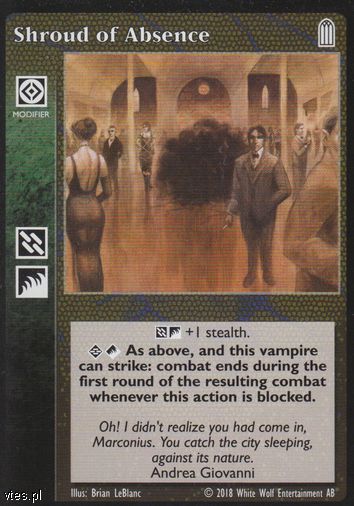 Shroud of Absence
MODIFIER
+1 stealth.
As above, and this vampire
can strike: combat ends during the
first round of the resulting combat
whenever this action is blocked.
Oh! I didn't realize you had come in,
Marconius. You catch the city sleeping,
against its nature.
Andrea Giovanni
vtes.pl
Illus: Brian LeBlanc © 2018 White Wolf Entertainment AB